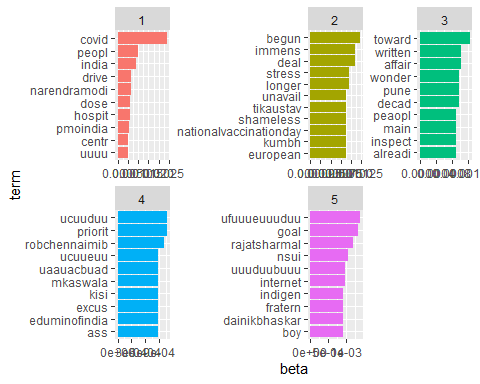 1
covid
peopl
india
drive
narendramodi
dose
hospit
pmoindia
centr
uuuu
2
begun
immens
deal
stress
longer
unavail
tikaustav
shameless
nationalvaccinationday
kumbh
european
3
toward
written
affair
wonder
pune
decad
peaopl
main
inspect
alreadi
term
4
ucuuduu
priorit
robchennaimib
ucuueuu
uaauacbuad
mkaswala
kisi
excus
eduminofindia
ass
5
ufuuueuuuduu
goal
rajatsharmal
nsui
uuuduubuuu
internet
indigen
fratern
dainikbhaskar
boy
beta